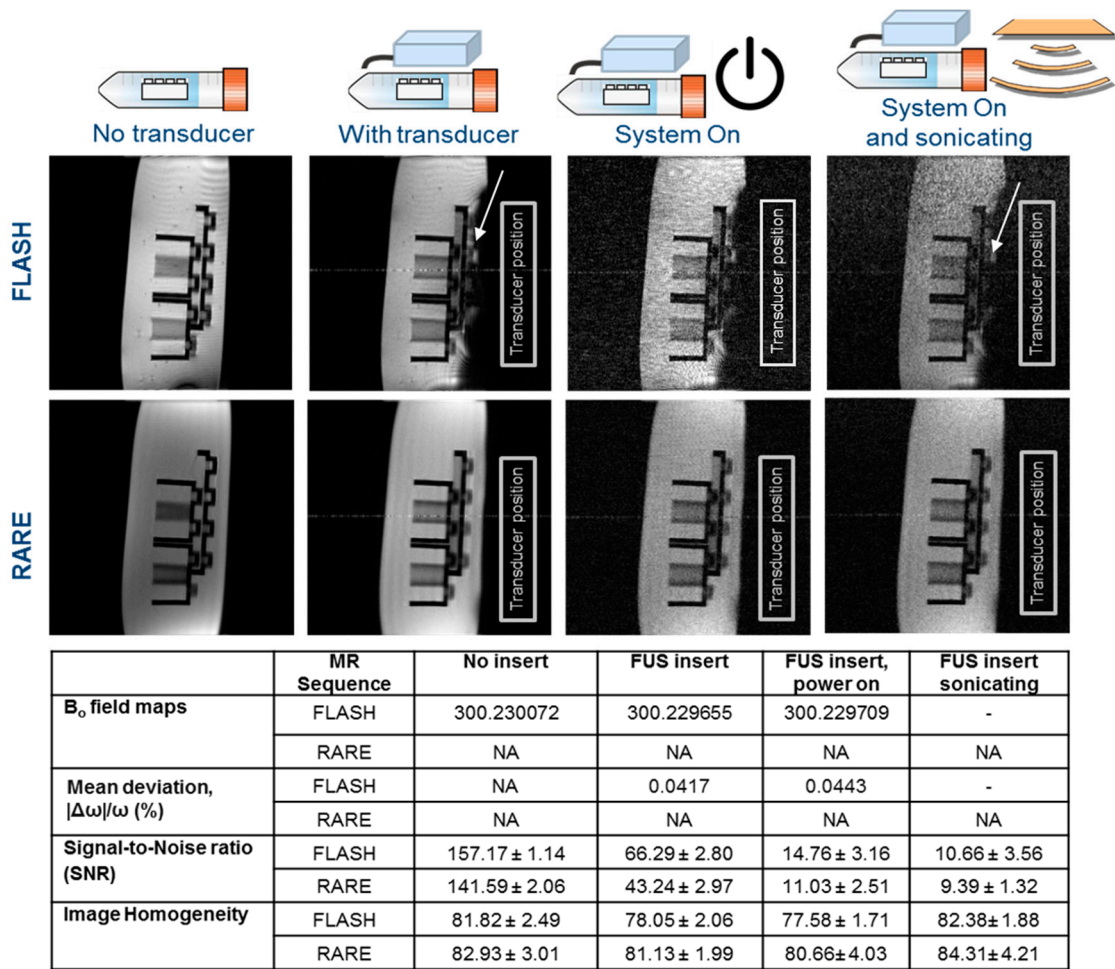 No transducer
With transducer
System On
System On
and sonicating
FLASH
Transducer position
Transducer position
Transducer position
RARE
Transducer position
Transducer position
Transducer position
MR Sequence No insert FUS insert FUS insert, power on FUS insert sonicating
B₀ field maps FLASH 300.230072 300.229655 300.229709 -
RARE NA NA NA NA
Mean deviation, |Δω|/ω (%) FLASH NA 0.0417 0.0443 -
RARE NA NA NA NA
Signal-to-Noise ratio (SNR) FLASH 157.17 ± 1.14 66.29 ± 2.80 14.76 ± 3.16 10.66 ± 3.56
RARE 141.59 ± 2.06 43.24 ± 2.97 11.03 ± 2.51 9.39 ± 1.32
Image Homogeneity FLASH 81.82 ± 2.49 78.05 ± 2.06 77.58 ± 1.71 82.38± 1.88
RARE 82.93 ± 3.01 81.13 ± 1.99 80.66± 4.03 84.31± 4.21